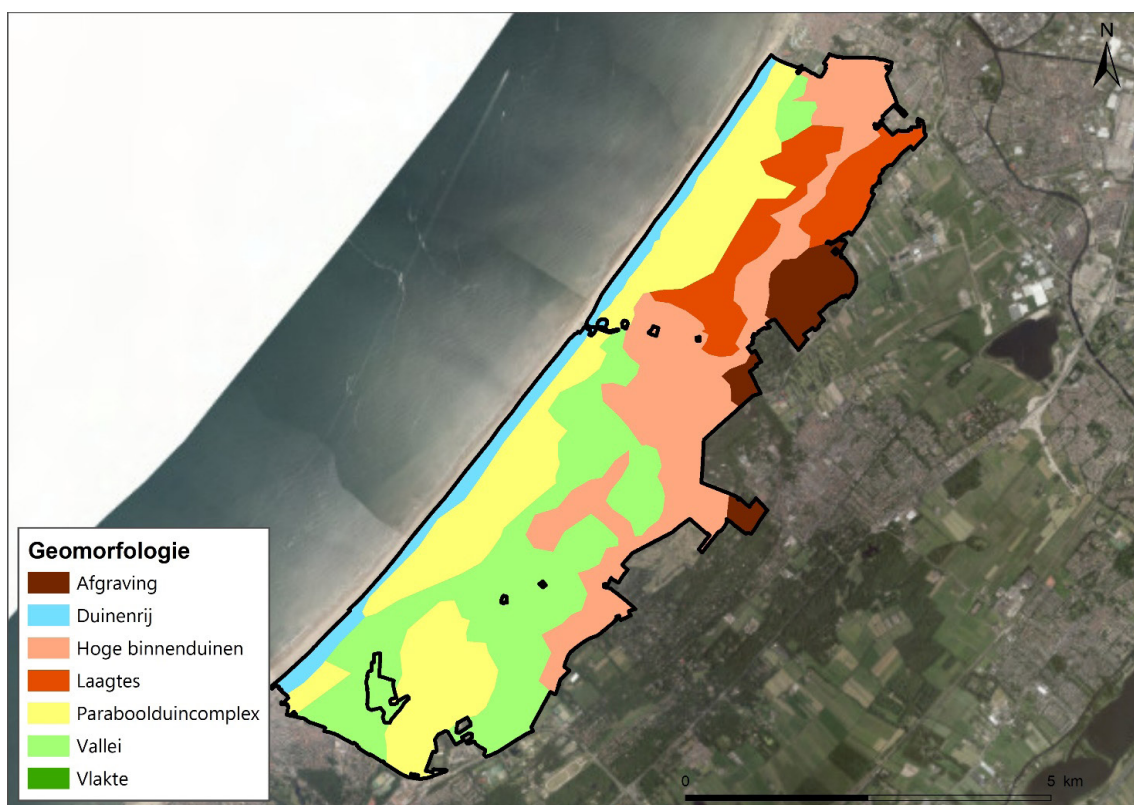 N
Geomorfologie
Afgraving
Duinenrij
Hoge binnenduinen
Laagtes
Paraboolduincomplex
Vallei
Vlakte
0 5 km